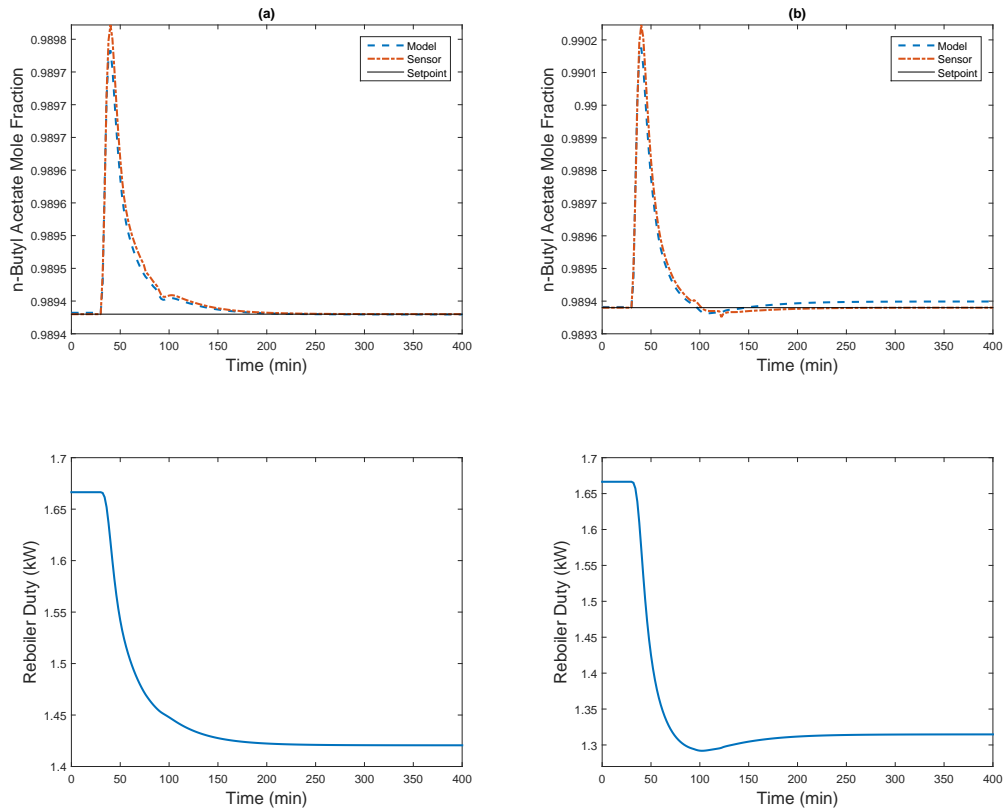 (a)
n-Butyl Acetate Mole Fraction
0.9898
0.9897
0.9897
0.9897
0.9896
0.9896
0.9895
0.9895
0.9894
0.9894
Model
Sensor
Setpoint
0 50 100 150 200 250 300 350 400
Time (min)
(b)
n-Butyl Acetate Mole Fraction
0.9902
0.9901
0.99
0.9899
0.9898
0.9897
0.9896
0.9895
0.9894
0.9893
Model
Sensor
Setpoint
0 50 100 150 200 250 300 350 400
Time (min)
Reboiler Duty (kW)
1.7
1.65
1.6
1.55
1.5
1.45
1.4
0 50 100 150 200 250 300 350 400
Time (min)
Reboiler Duty (kW)
1.7
1.65
1.6
1.55
1.5
1.45
1.4
1.35
1.3
0 50 100 150 200 250 300 350 400
Time (min)